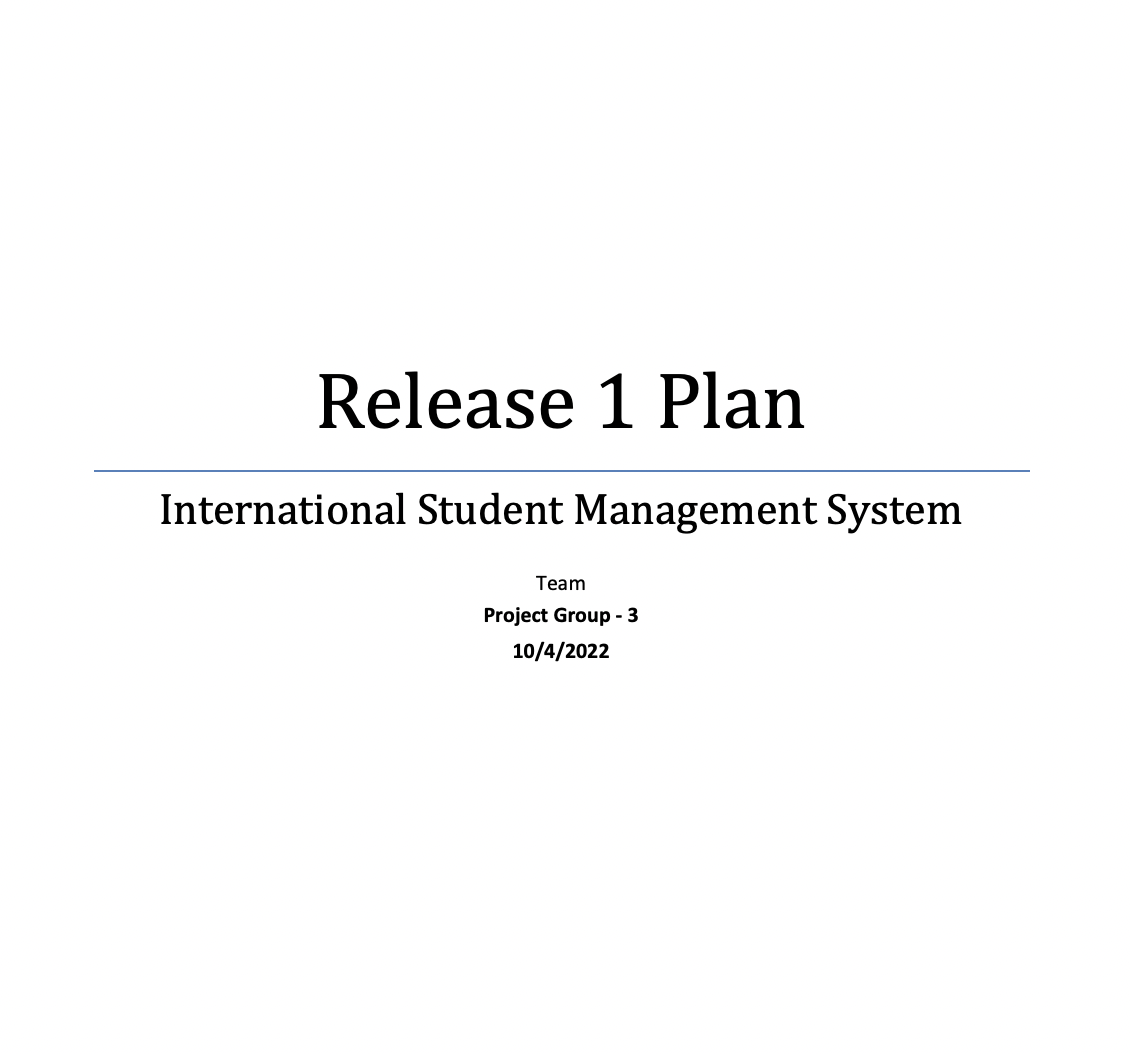 Release 1 Plan
International Student Management System
Team
Project Group - 3
10/4/2022